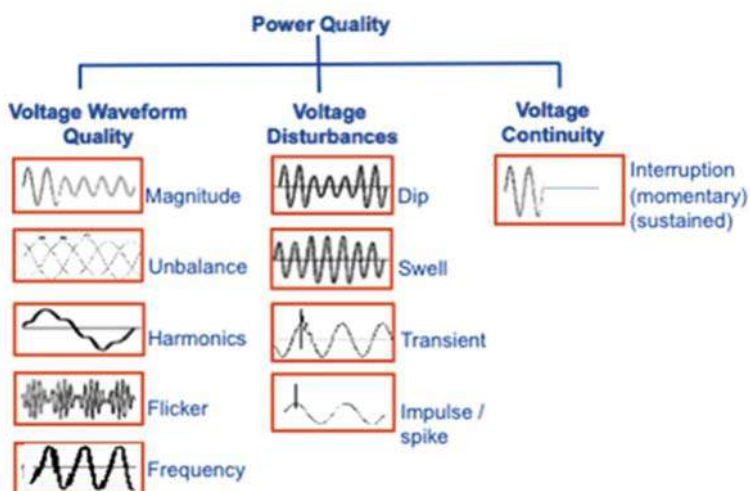 Power Quality
Voltage Waveform
Quality
Magnitude
Unbalance
Harmonics
Flicker
Frequency
Voltage
Disturbances
Dip
Swell
Transient
Impulse /
spike
Voltage
Continuity
Interruption
(momentary)
(sustained)